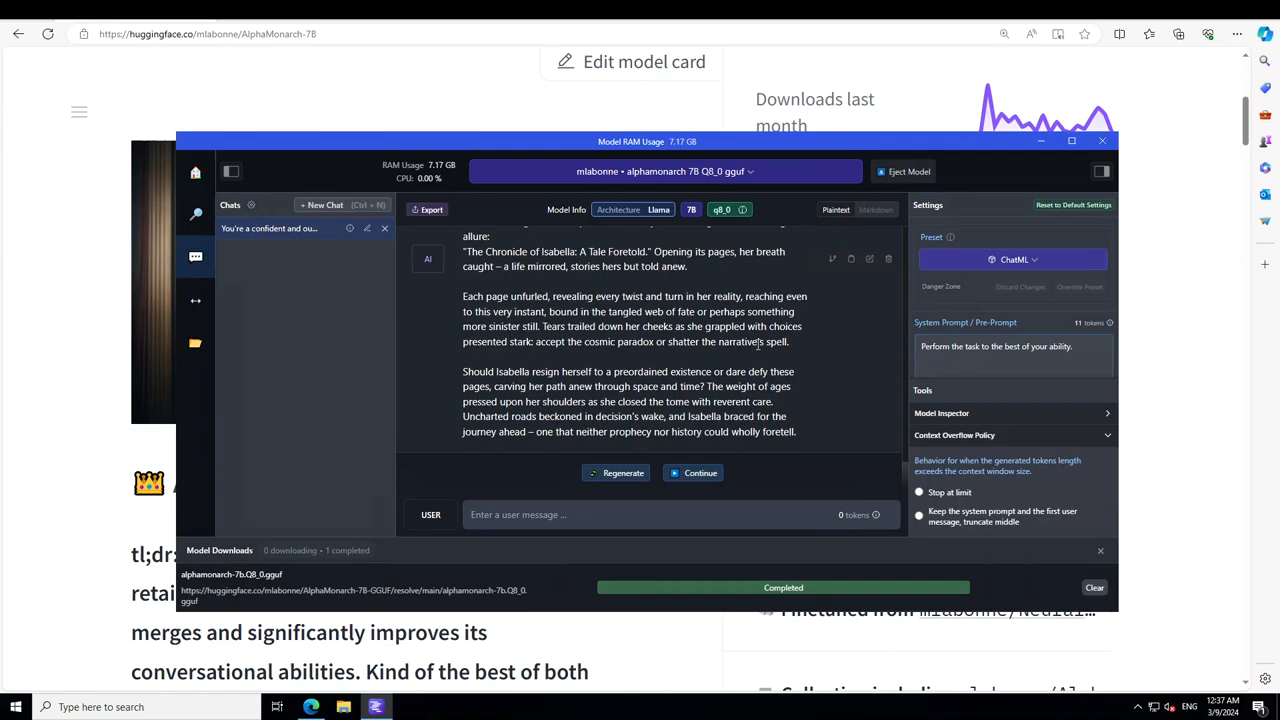 https://huggingface.co/mlabonne/AlphaMonarch-7B
Edit model card
Downloads last
month
Model RAM Usage 7.17 GB
RAM Usage 7.17 GB
CPU: 0.00 %
mlabonne • alphamonarch 7B Q8_0 gguf
Eject Model
Chats
+ New Chat (Ctrl + N)
Export
Model Info
Architecture Llama
7B
q8_0
Plaintext
Markdown
Settings
Reset to Default Settings
You're a confident and ou...
AI
allure:
"The Chronicle of Isabella: A Tale Foretold." Opening its pages, her breath
caught – a life mirrored, stories hers but told anew.
Each page unfurled, revealing every twist and turn in her reality, reaching even
to this very instant, bound in the tangled web of fate or perhaps something
more sinister still. Tears trailed down her cheeks as she grappled with choices
presented stark: accept the cosmic paradox or shatter the narrative's spell.
Should Isabella resign herself to a preordained existence or dare defy these
pages, carving her path anew through space and time? The weight of ages
pressed upon her shoulders as she closed the tome with reverent care.
Uncharted roads beckoned in decision's wake, and Isabella braced for the
journey ahead – one that neither prophecy nor history could wholly foretell.
Regenerate
Continue
USER
Enter a user message ...
0 tokens
Preset
ChatML
Danger Zone
Discard Changes
Override Preset
System Prompt / Pre-Prompt
11 tokens
Perform the task to the best of your ability.
Tools
Model Inspector
Context Overflow Policy
Behavior for when the generated tokens length
exceeds the context window size.
Stop at limit
Keep the system prompt and the first user
message, truncate middle
Model Downloads
0 downloading • 1 completed
alphamonarch-7b.Q8_0.gguf
https://huggingface.co/mlabonne/AlphaMonarch-7B-GGUF/resolve/main/alphamonarch-7b.Q8_0.
gguf
Completed
Clear
tl;dr:
retai
merges and significantly improves its
conversational abilities. Kind of the best of both
Finetuned from mlabonne/Neural...
Type here to search
ENG
12:37 AM
3/9/2024